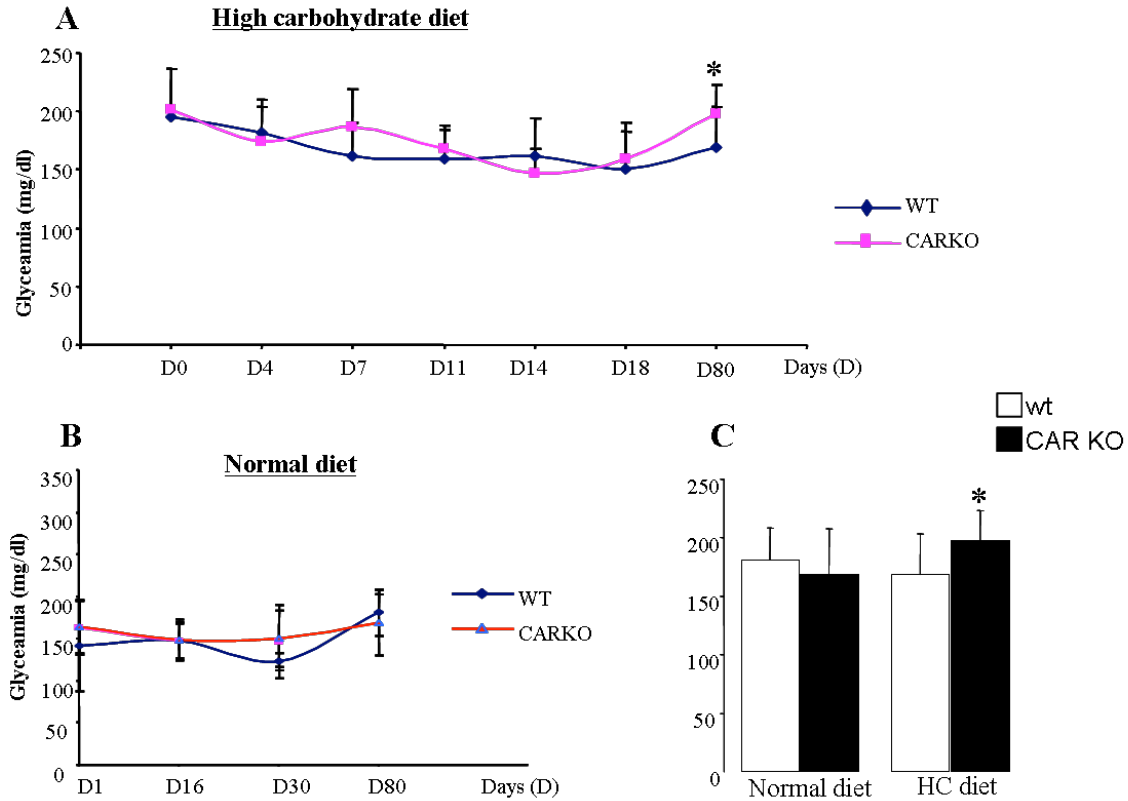 A
High carbohydrate diet
Glyceamia (mg/dl)
250
200
150
100
50
0
*
D0 D4 D7 D11 D14 D18 D80 Days (D)
WT
CARKO
B
Normal diet
Glyceamia (mg/dl)
350
300
250
200
150
100
50
0
D1 D16 D30 D80 Days (D)
WT
CARKO
C
wt
CAR KO
250
200
150
100
50
0
*
Normal diet HC diet